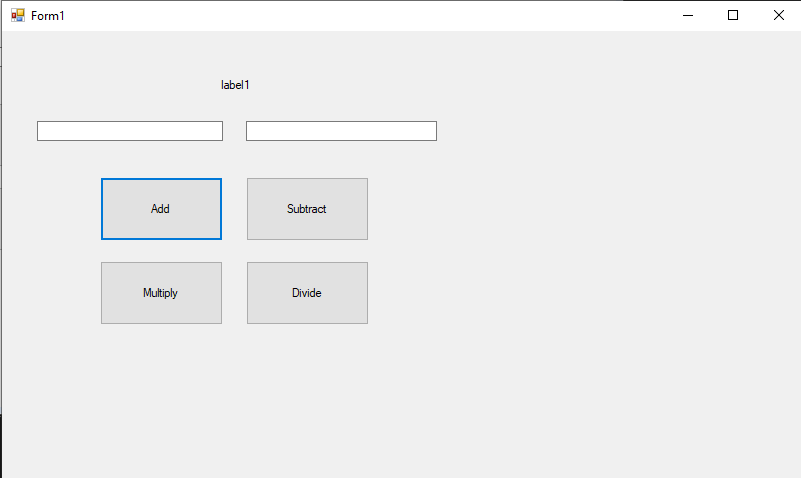 Form1
label1
Add
Subtract
Multiply
Divide